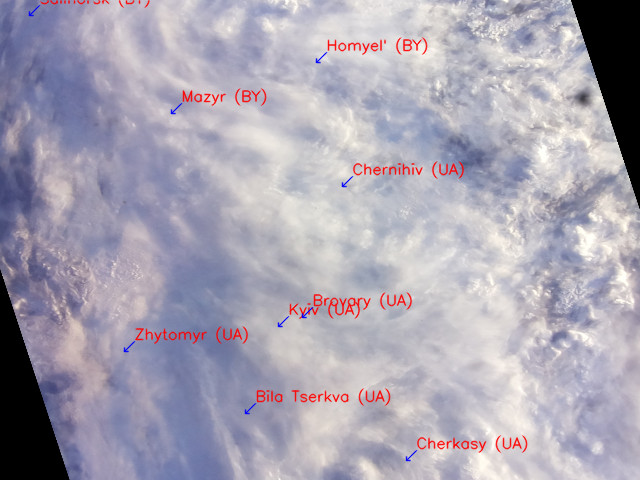 Homyel' (BY)
Mazyr (BY)
Chernihiv (UA)
Brovary (UA)
Kyiv (UA)
Zhytomyr (UA)
Bila Tserkva (UA)
Cherkasy (UA)